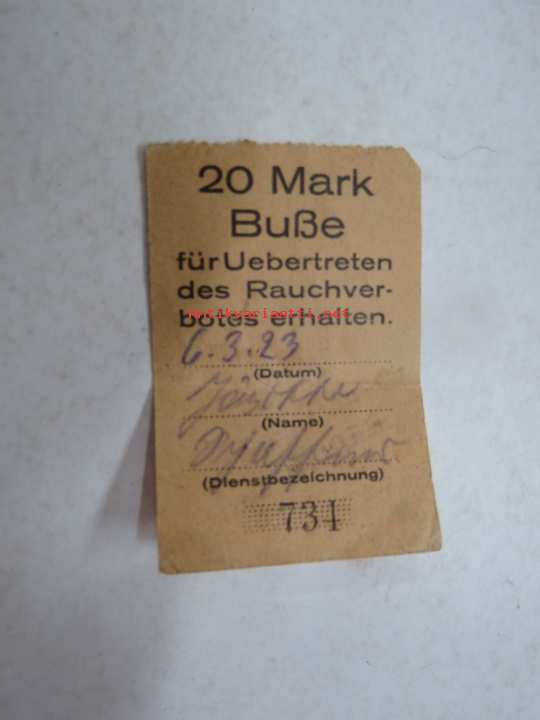 20 Mark
Buße
für Uebertreten
des Rauchver-
botes erhalten.
6.3.23
(Datum)
(Name)
(Dienstbezeichnung)
734